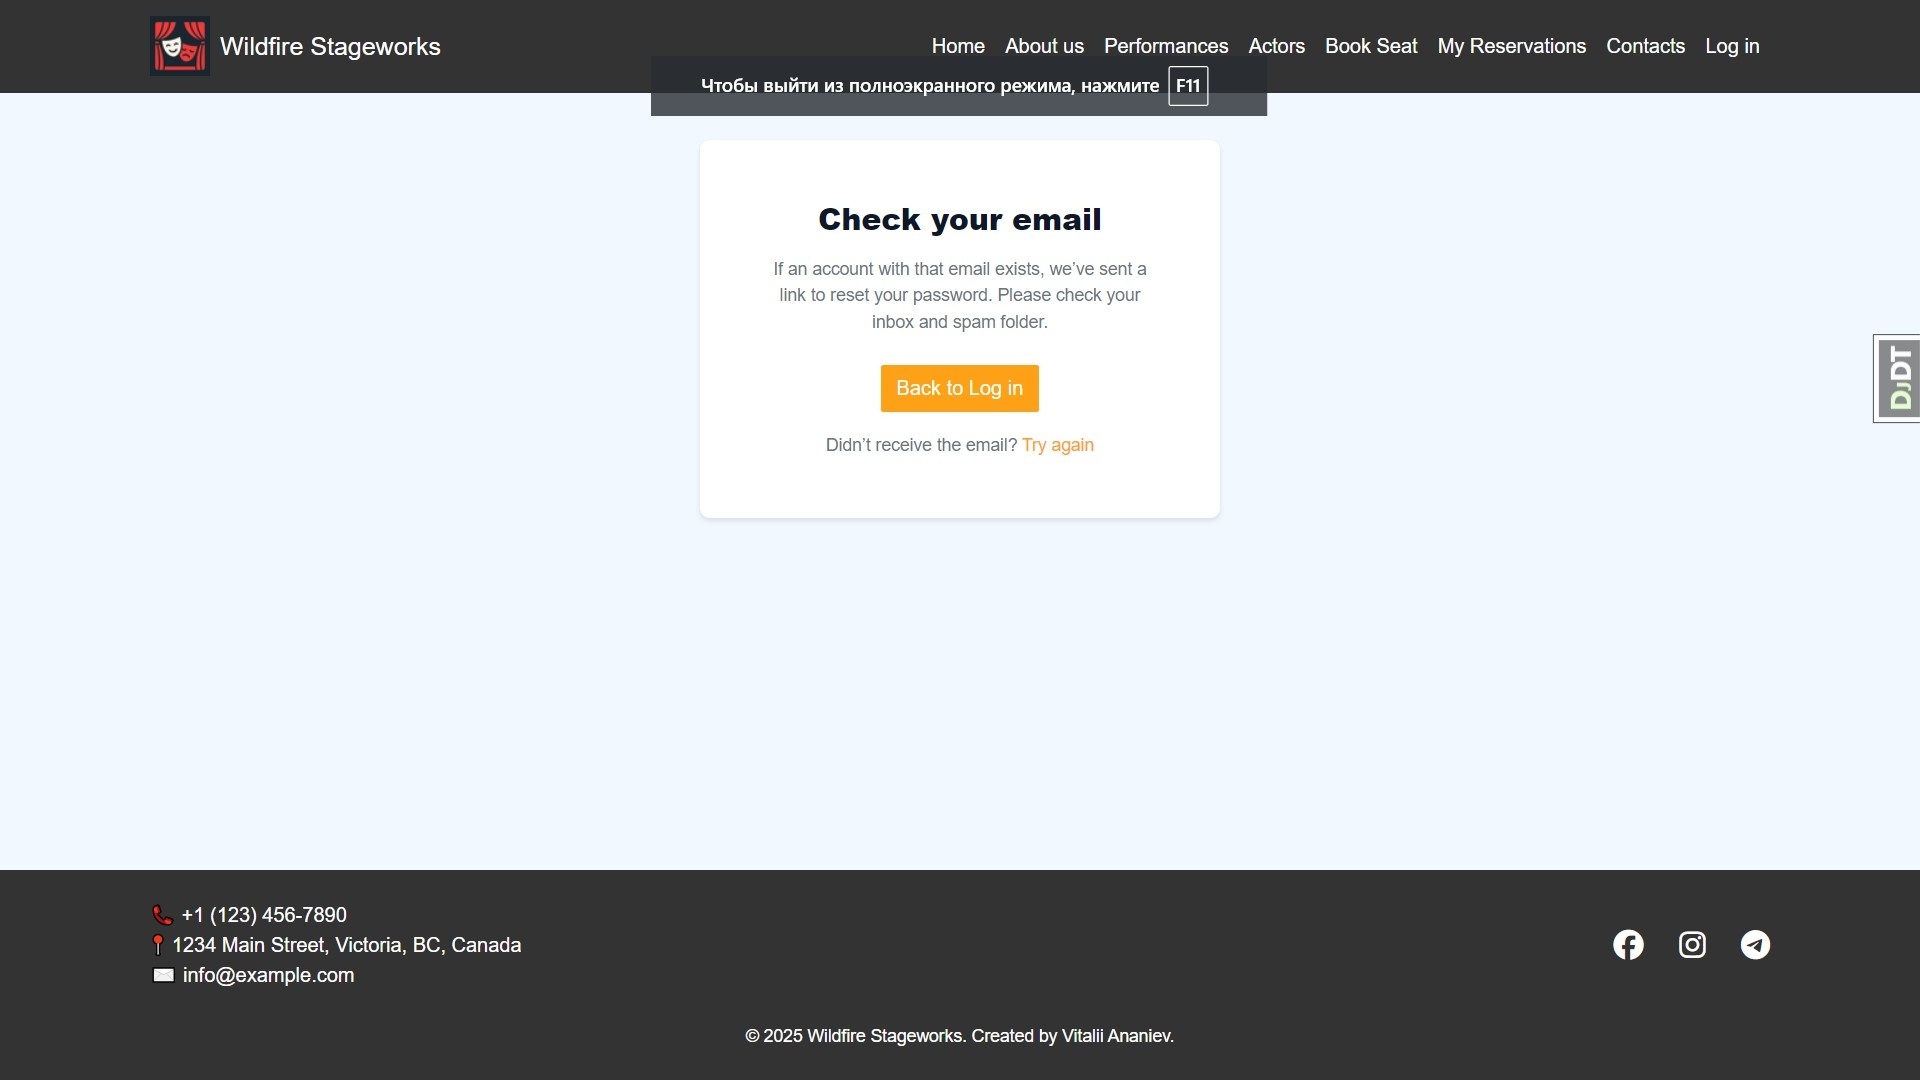 Wildfire Stageworks
Home About us Performances Actors Book Seat My Reservations Contacts Log in
Чтобы выйти из полноэкранного режима, нажмите F11
Check your email
If an account with that email exists, we’ve sent a
link to reset your password. Please check your
inbox and spam folder.
Back to Log in
Didn’t receive the email? Try again
DJDT
+1 (123) 456-7890
1234 Main Street, Victoria, BC, Canada
info@example.com
© 2025 Wildfire Stageworks. Created by Vitalii Ananiev.